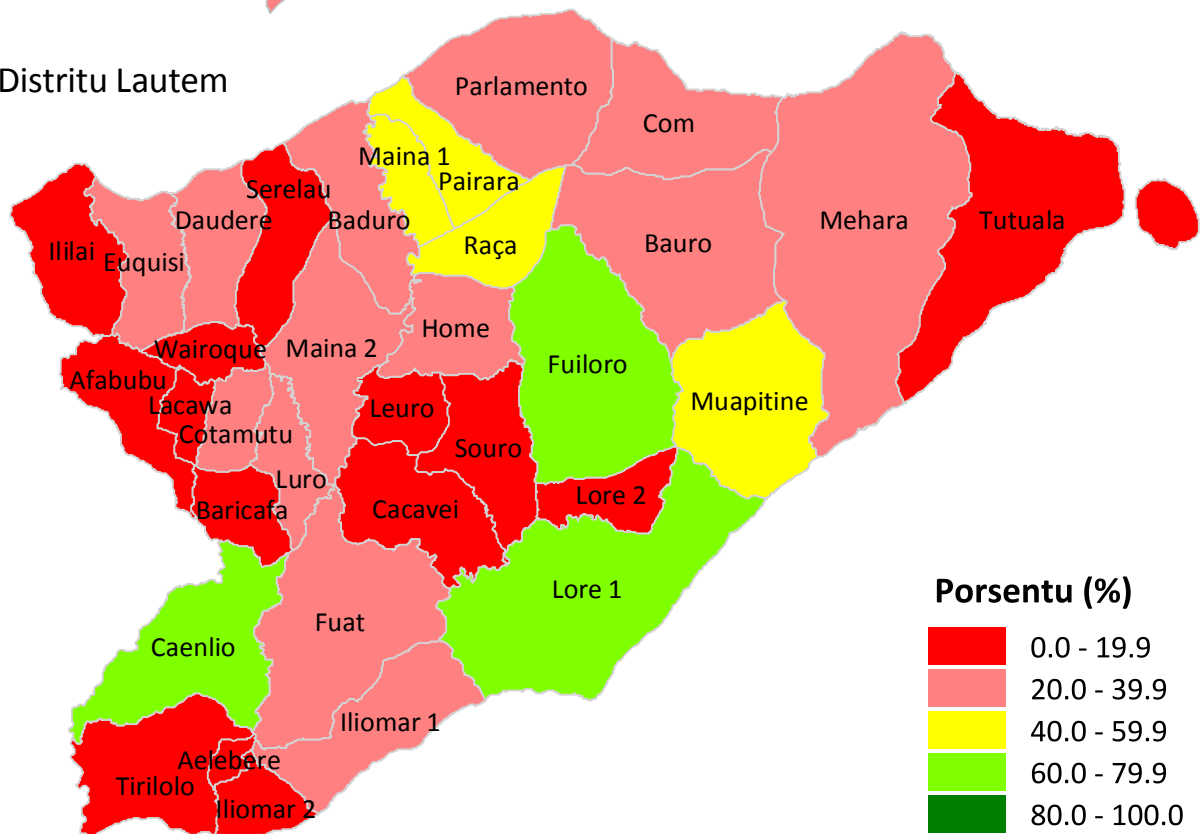 Distritu Lautem
Parlamento
Com
Maina 1
Pairara
Serelau
Daudere
Baduro
Mehara
Tutuala
Ililai
Euquisi
Raça
Bauro
Home
Wairoque
Maina 2
Fuiloro
Afabubu
Lacawa
Leuro
Muapitine
Cotamutu
Souro
Luro
Lore 2
Baricafa
Cacavei
Lore 1
Fuat
Caenlio
Iliomar 1
Aelebere
Tirilolo
Iliomar 2
Porsentu (%)
0.0 - 19.9
20.0 - 39.9
40.0 - 59.9
60.0 - 79.9
80.0 - 100.0